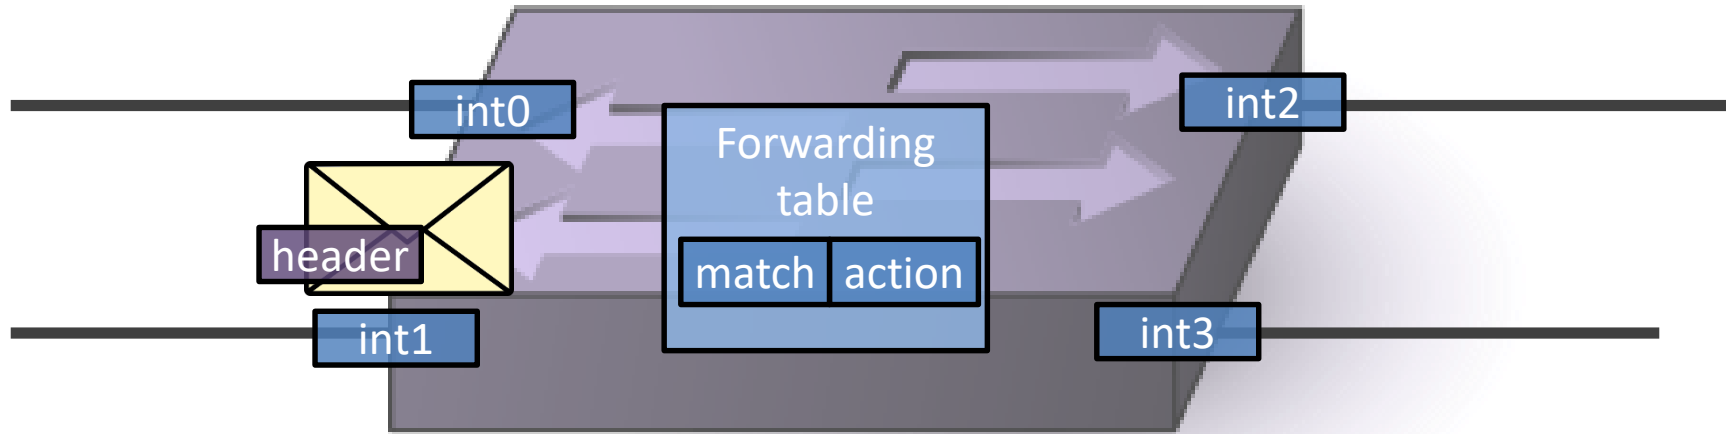 int0
int2
Forwarding
table
header
match action
int1
int3